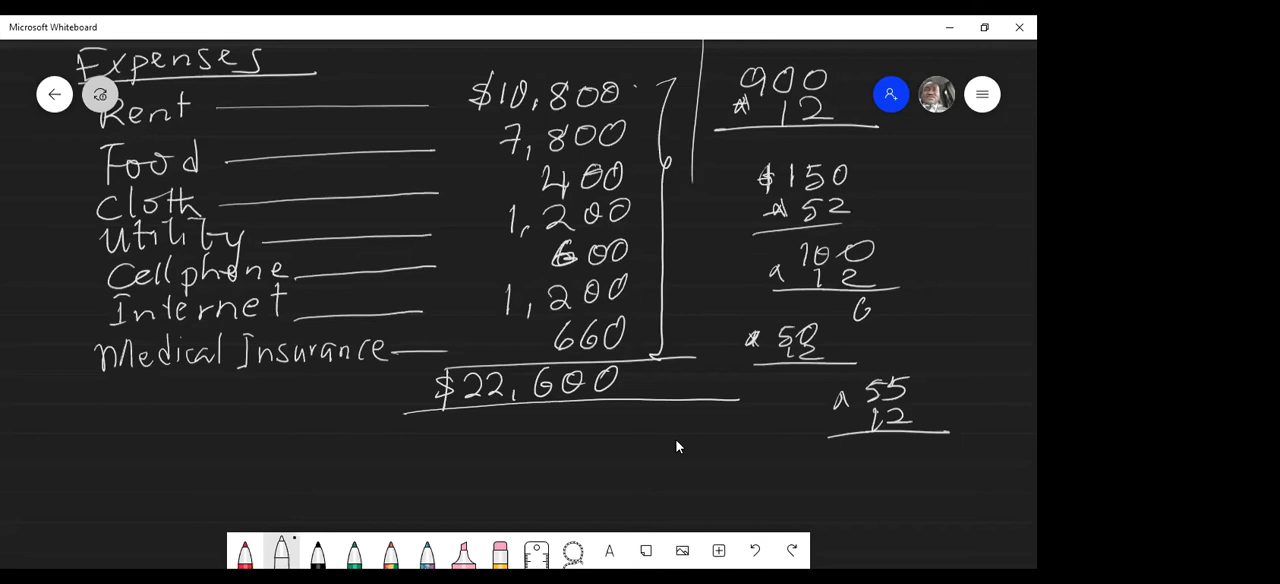 Microsoft Whiteboard
Expenses
Rent $10,800
Food 7,800
Cloth 400
Utility 1,200
Cellphone 600
Internet 1,200
Medical Insurance 660
$22,600
900
12
$150
52
100
12
6
50
12
55
12
A